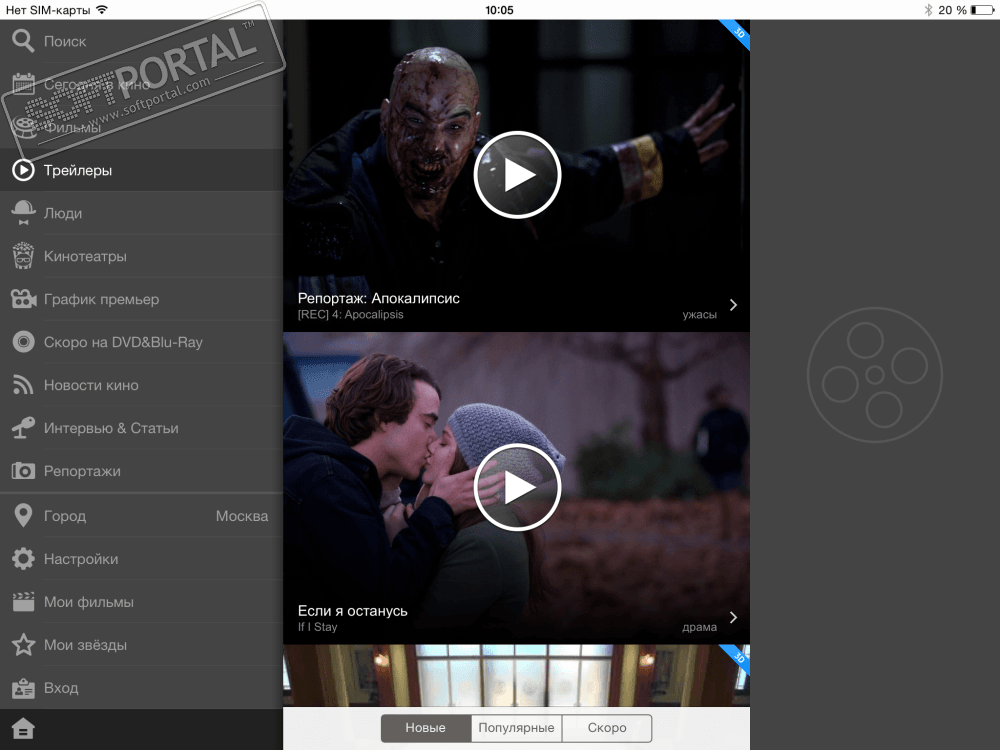 Нет SIM-карты
10:05
20 %
Поиск
Сегодня в кино
Фильмы
Трейлеры
Люди
Кинотеатры
График премьер
Скоро на DVD&Blu-Ray
Новости кино
Интервью & Статьи
Репортажи
Город Москва
Настройки
Мои фильмы
Мои звёзды
Вход
SOFTPORTAL™
www.softportal.com
3D
Репортаж: Апокалипсис
[REC] 4: Apocalipsis
ужасы
Если я останусь
If I Stay
драма
3D
Новые Популярные Скоро